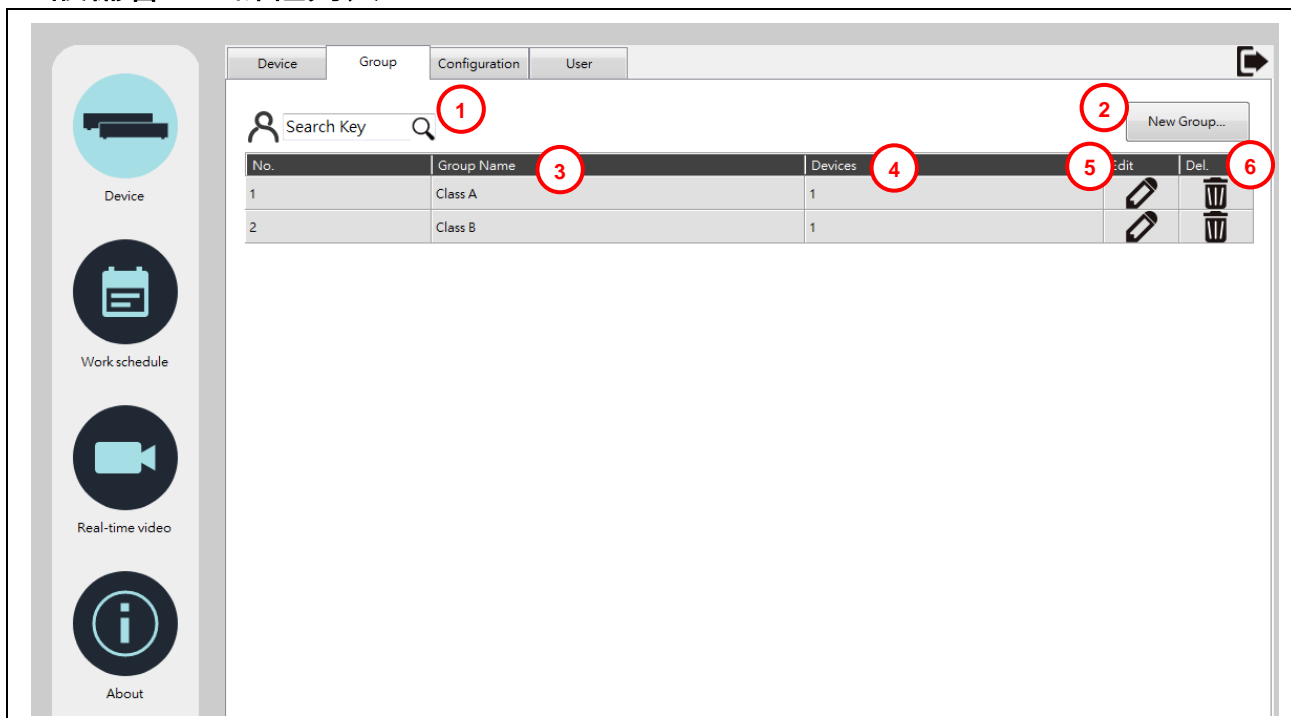 Device Group Configuration User
Search Key 1 2 New Group...
No. Group Name 3 Devices 4 5 Edit Del. 6
1 Class A 1
2 Class B 1
Device
Work schedule
Real-time video
About